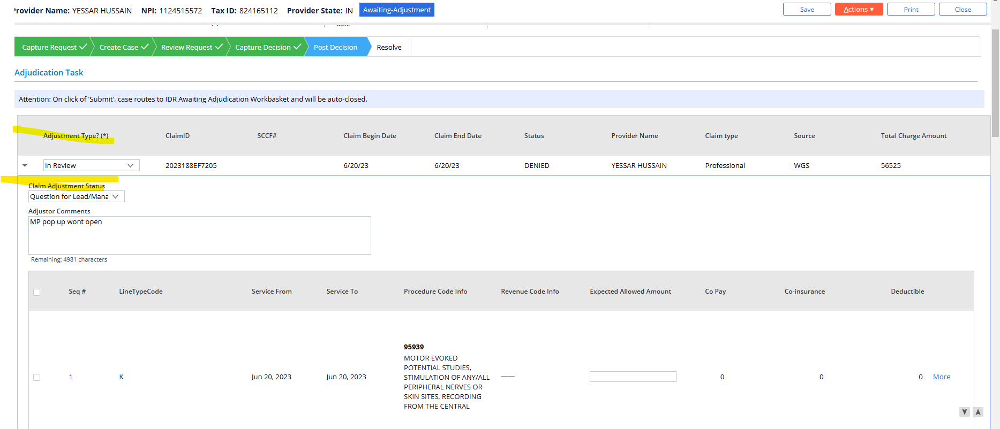 Provider Name: YESSAR HUSSAIN NPI: 1124515572 Tax ID: 824165112 Provider State: IN Awaiting-Adjustment Save Actions ▾ Print Close
Capture Request Create Case Review Request Capture Decision Post Decision Resolve
Adjudication Task
Attention: On click of 'Submit', case routes to IDR Awaiting Adjudication Workbasket and will be auto-closed.
Adjustment Type? (*) ClaimID SCCF# Claim Begin Date Claim End Date Status Provider Name Claim type Source Total Charge Amount
In Review 2023188EF7205 6/20/23 6/20/23 DENIED YESSAR HUSSAIN Professional WGS 56525
Claim Adjustment Status
Question for Lead/Mana
Adjustor Comments
MP pop up wont open
Remaining: 4981 characters
Seq # LineTypeCode Service From Service To Procedure Code Info Revenue Code Info Expected Allowed Amount Co Pay Co-insurance Deductible
95939
MOTOR EVOKED
POTENTIAL STUDIES,
1 K Jun 20, 2023 Jun 20, 2023 STIMULATION OF ANY/ALL —— 0 0 0 More
PERIPHERAL NERVES OR
SKIN SITES, RECORDING
FROM THE CENTRAL